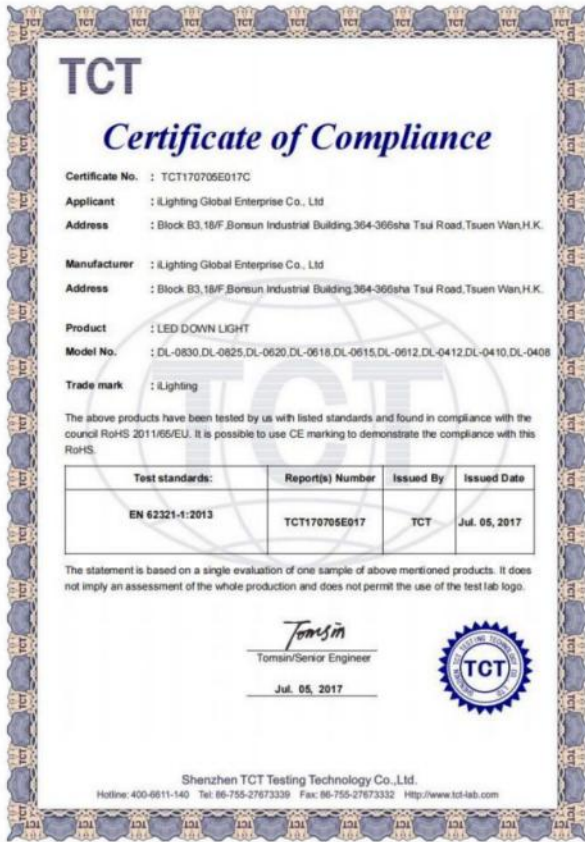 TCT
Certificate of Compliance
Certificate No. : TCT170705E017C
Applicant : iLighting Global Enterprise Co., Ltd
Address : Block B3,18/F,Bonsun Industrial Building,364-366sha Tsui Road,Tsuen Wan,H.K.
Manufacturer : iLighting Global Enterprise Co., Ltd
Address : Block B3,18/F,Bonsun Industrial Building,364-366sha Tsui Road,Tsuen Wan,H.K.
Product : LED DOWN LIGHT
Model No. : DL-0830,DL-0825,DL-0620,DL-0618,DL-0615,DL-0612,DL-0412,DL-0410,DL-0408
Trade mark : iLighting
The above products have been tested by us with listed standards and found in compliance with the
council RoHS 2011/65/EU. It is possible to use CE marking to demonstrate the compliance with this
RoHS.
Test standards: Report(s) Number Issued By Issued Date
EN 62321-1:2013 TCT170705E017 TCT Jul. 05, 2017
The statement is based on a single evaluation of one sample of above mentioned products. It does
not imply an assessment of the whole production and does not permit the use of the test lab logo.
Tomsin
Tomsin/Senior Engineer
Jul. 05, 2017
SHENZHEN TCT TESTING TECHNOLOGY CO., LTD.
TCT
Shenzhen TCT Testing Technology Co.,Ltd.
Hotline: 400-6611-140 Tel: 86-755-27673339 Fax: 86-755-27673332 Http://www.tct-lab.com